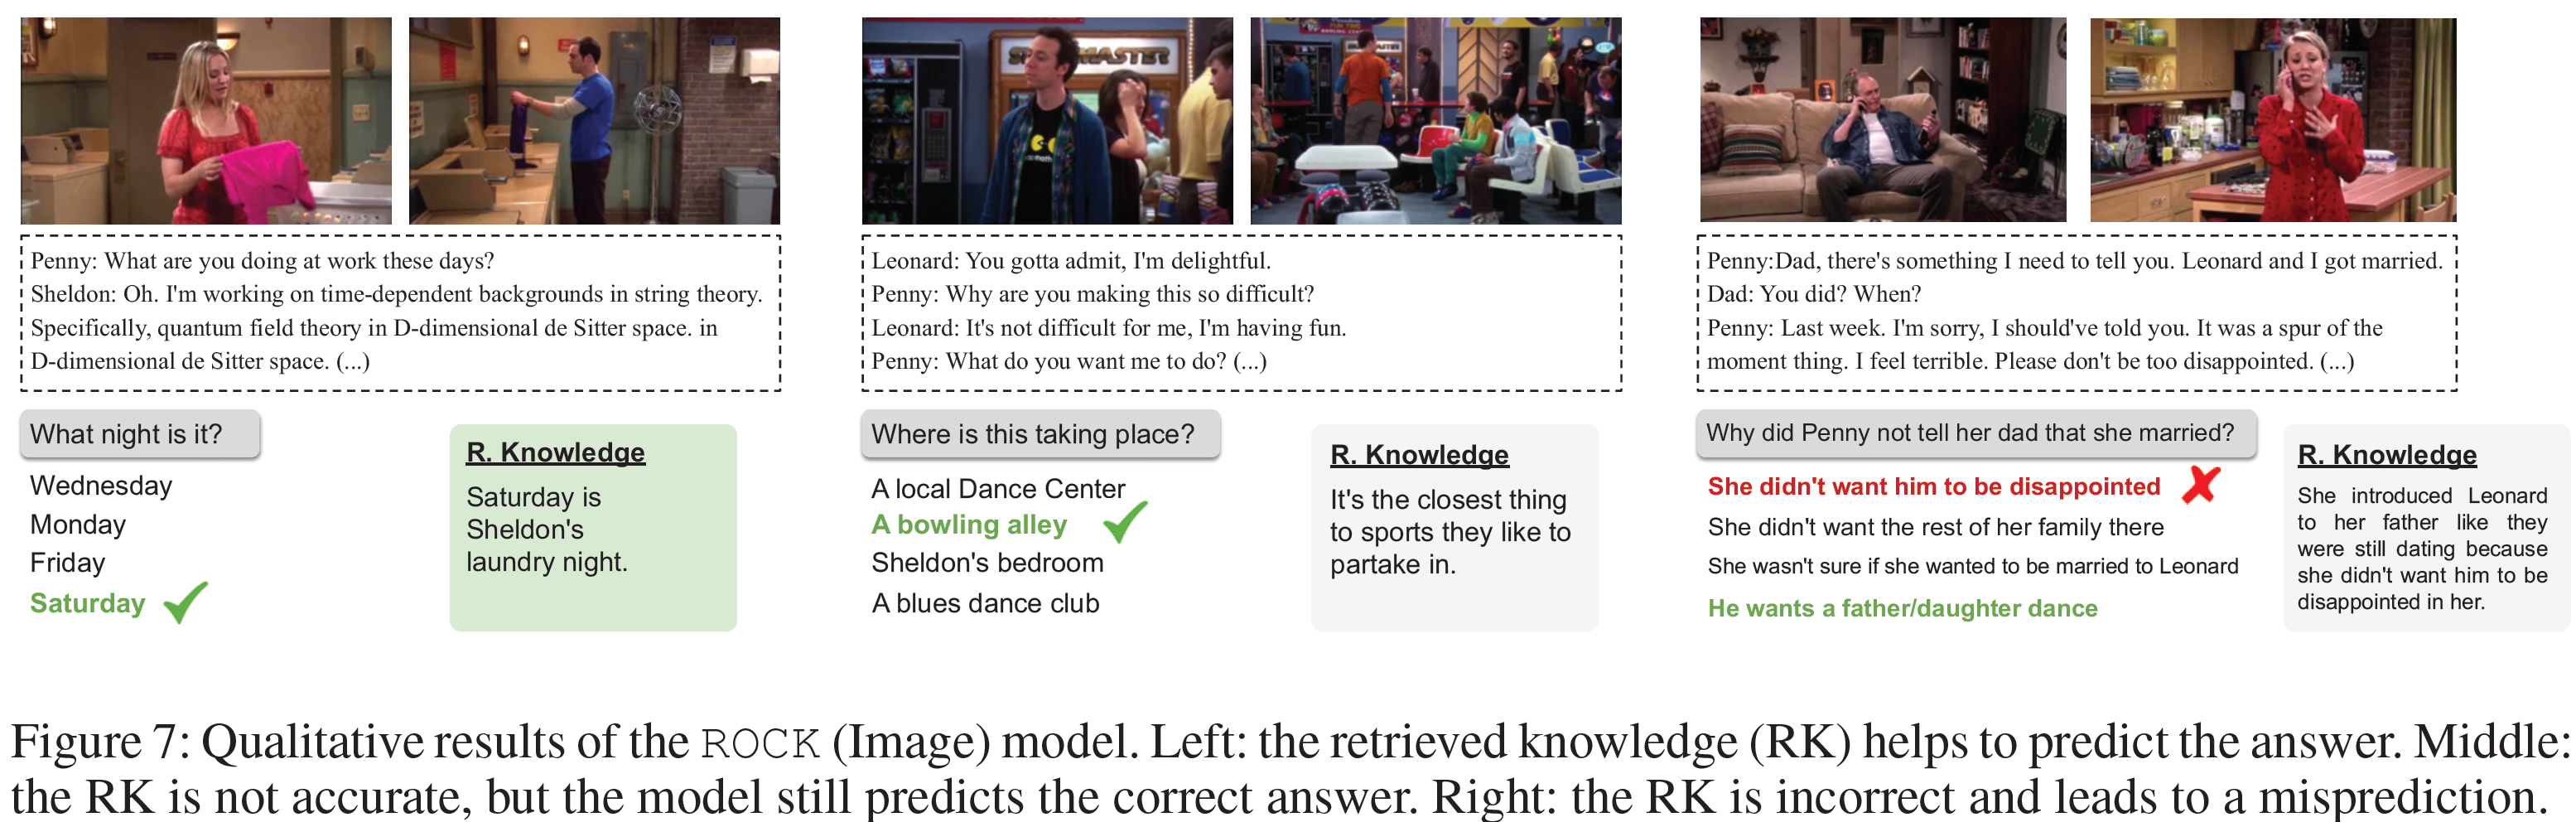 Penny: What are you doing at work these days?
Sheldon: Oh. I'm working on time-dependent backgrounds in string theory.
Specifically, quantum field theory in D-dimensional de Sitter space. in
D-dimensional de Sitter space. (...)
What night is it?
Wednesday
Monday
Friday
Saturday
R. Knowledge
Saturday is
Sheldon's
laundry night.
Leonard: You gotta admit, I'm delightful.
Penny: Why are you making this so difficult?
Leonard: It's not difficult for me, I'm having fun.
Penny: What do you want me to do? (...)
Where is this taking place?
A local Dance Center
A bowling alley
Sheldon's bedroom
A blues dance club
R. Knowledge
It's the closest thing
to sports they like to
partake in.
Penny:Dad, there's something I need to tell you. Leonard and I got married.
Dad: You did? When?
Penny: Last week. I'm sorry, I should've told you. It was a spur of the
moment thing. I feel terrible. Please don't be too disappointed. (...)
Why did Penny not tell her dad that she married?
She didn't want him to be disappointed
She didn't want the rest of her family there
She wasn't sure if she wanted to be married to Leonard
He wants a father/daughter dance
R. Knowledge
She introduced Leonard
to her father like they
were still dating because
she didn't want him to be
disappointed in her.
Figure 7: Qualitative results of the ROCK (Image) model. Left: the retrieved knowledge (RK) helps to predict the answer. Middle:
the RK is not accurate, but the model still predicts the correct answer. Right: the RK is incorrect and leads to a misprediction.